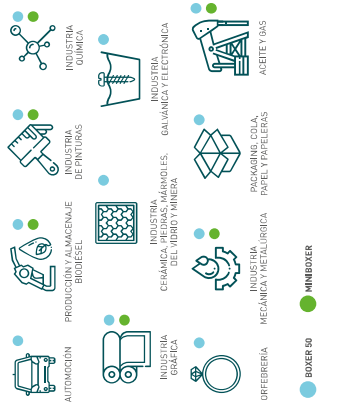 AUTOMOCIÓN
PRODUCCIÓN Y ALMACENAJE
BIODIÉSEL
INDUSTRIA
DE PINTURAS
INDUSTRIA
QUÍMICA
INDUSTRIA
GRÁFICA
INDUSTRIA
CERÁMICA, PIEDRAS, MÁRMOLES,
DEL VIDRIO Y MINERA
INDUSTRIA
GALVÁNICA Y ELECTRÓNICA
ORFEBRERÍA
INDUSTRIA
MECÁNICA Y METALÚRGICA
PACKAGING, COLA,
PAPEL Y PAPELERAS
ACEITE Y GAS
BOXER 50
MINIBOXER